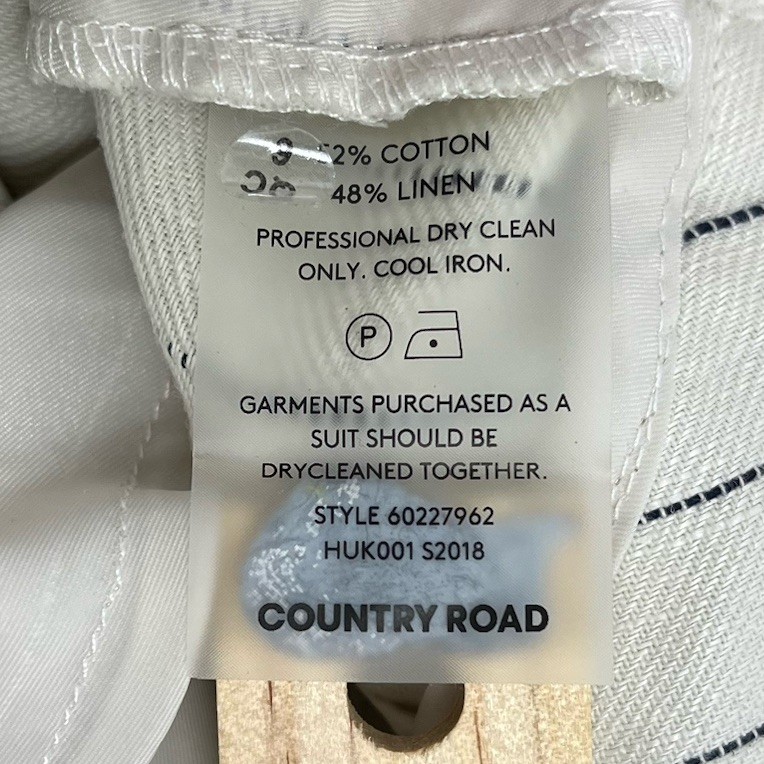 52% COTTON
48% LINEN
PROFESSIONAL DRY CLEAN
ONLY. COOL IRON.
P
GARMENTS PURCHASED AS A
SUIT SHOULD BE
DRYCLEANED TOGETHER.
STYLE 60227962
HUK001 S2018
COUNTRY ROAD